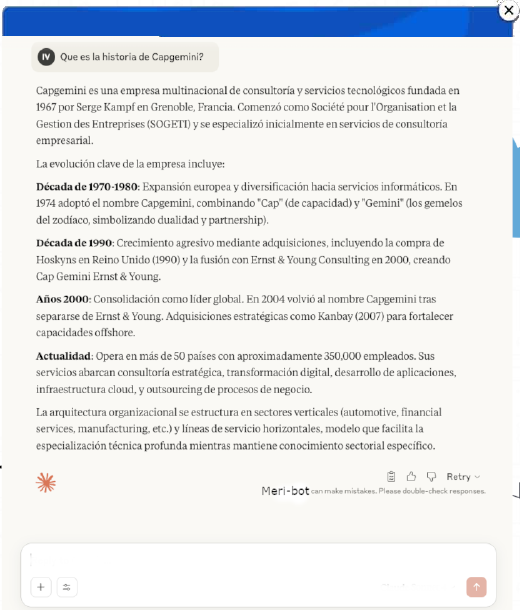 IV Que es la historia de Capgemini?
Capgemini es una empresa multinacional de consultoría y servicios tecnológicos fundada en
1967 por Serge Kampf en Grenoble, Francia. Comenzó como Société pour l'Organisation et la
Gestion des Entreprises (SOGETI) y se especializó inicialmente en servicios de consultoría
empresarial.
La evolución clave de la empresa incluye:
Década de 1970-1980: Expansión europea y diversificación hacia servicios informáticos. En
1974 adoptó el nombre Capgemini, combinando "Cap" (de capacidad) y "Gemini" (los gemelos
del zodíaco, simbolizando dualidad y partnership).
Década de 1990: Crecimiento agresivo mediante adquisiciones, incluyendo la compra de
Hoskyns en Reino Unido (1990) y la fusión con Ernst & Young Consulting en 2000, creando
Cap Gemini Ernst & Young.
Años 2000: Consolidación como líder global. En 2004 volvió al nombre Capgemini tras
separarse de Ernst & Young. Adquisiciones estratégicas como Kanbay (2007) para fortalecer
capacidades offshore.
Actualidad: Opera en más de 50 países con aproximadamente 350,000 empleados. Sus
servicios abarcan consultoría estratégica, transformación digital, desarrollo de aplicaciones,
infraestructura cloud, y outsourcing de procesos de negocio.
La arquitectura organizacional se estructura en sectores verticales (automotive, financial
services, manufacturing, etc.) y líneas de servicio horizontales, modelo que facilita la
especialización técnica profunda mientras mantiene conocimiento sectorial específico.
Retry
Meri-bot can make mistakes. Please double-check responses.